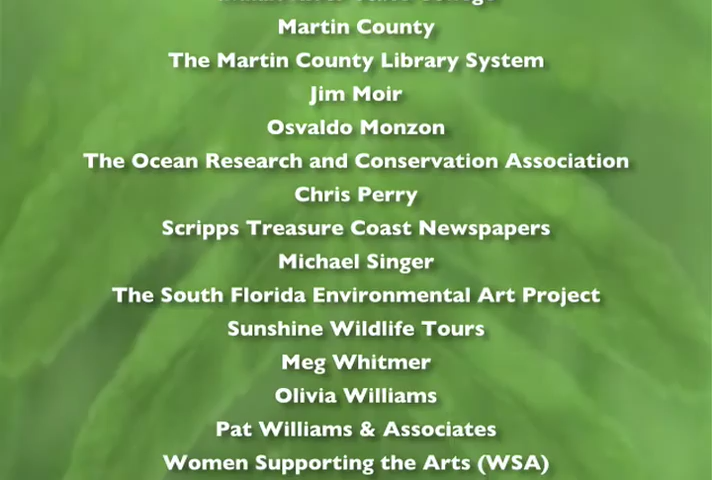 Martin County
The Martin County Library System
Jim Moir
Osvaldo Monzon
The Ocean Research and Conservation Association
Chris Perry
Scripps Treasure Coast Newspapers
Michael Singer
The South Florida Environmental Art Project
Sunshine Wildlife Tours
Meg Whitmer
Olivia Williams
Pat Williams & Associates
Women Supporting the Arts (WSA)